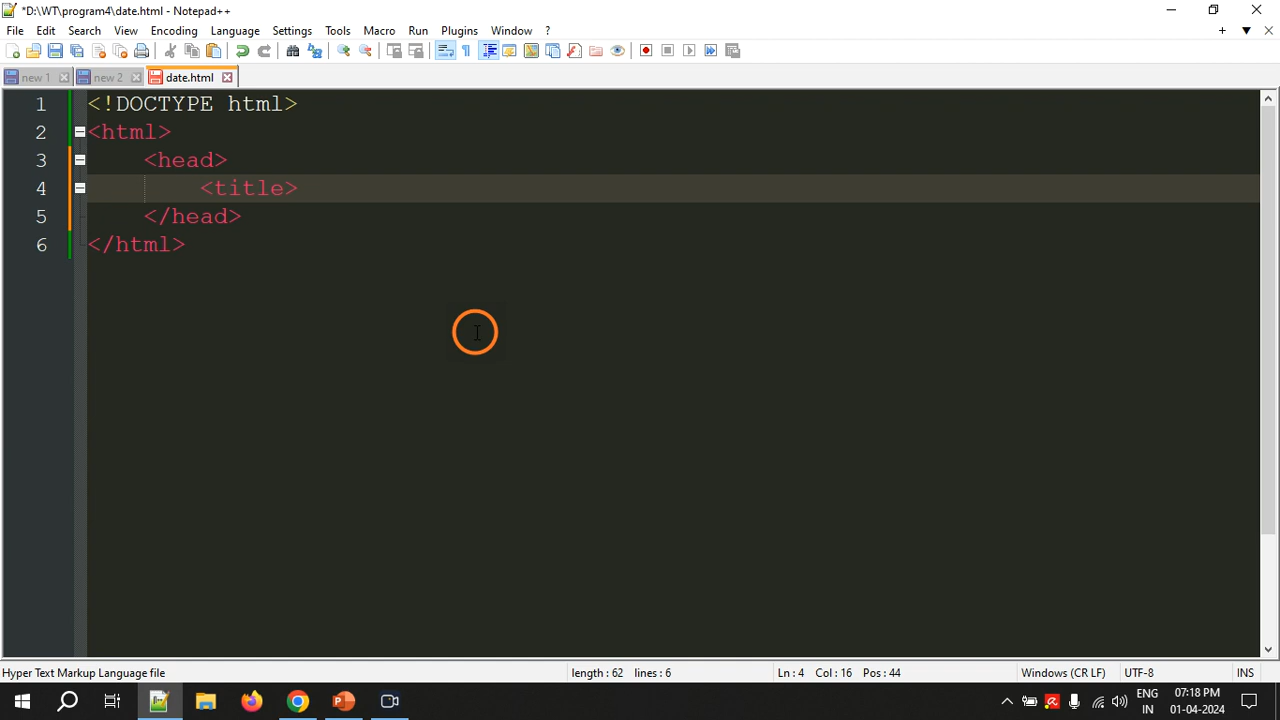 *D:\WT\program4\date.html - Notepad++
File Edit Search View Encoding Language Settings Tools Macro Run Plugins Window ?
new 1 new 2 date.html
1 <!DOCTYPE html>
2 <html>
3 <head>
4 <title>
5 </head>
6 </html>
Hyper Text Markup Language file length : 62 lines : 6 Ln : 4 Col : 16 Pos : 44 Windows (CR LF) UTF-8 INS
ENG 07:18 PM
IN 01-04-2024